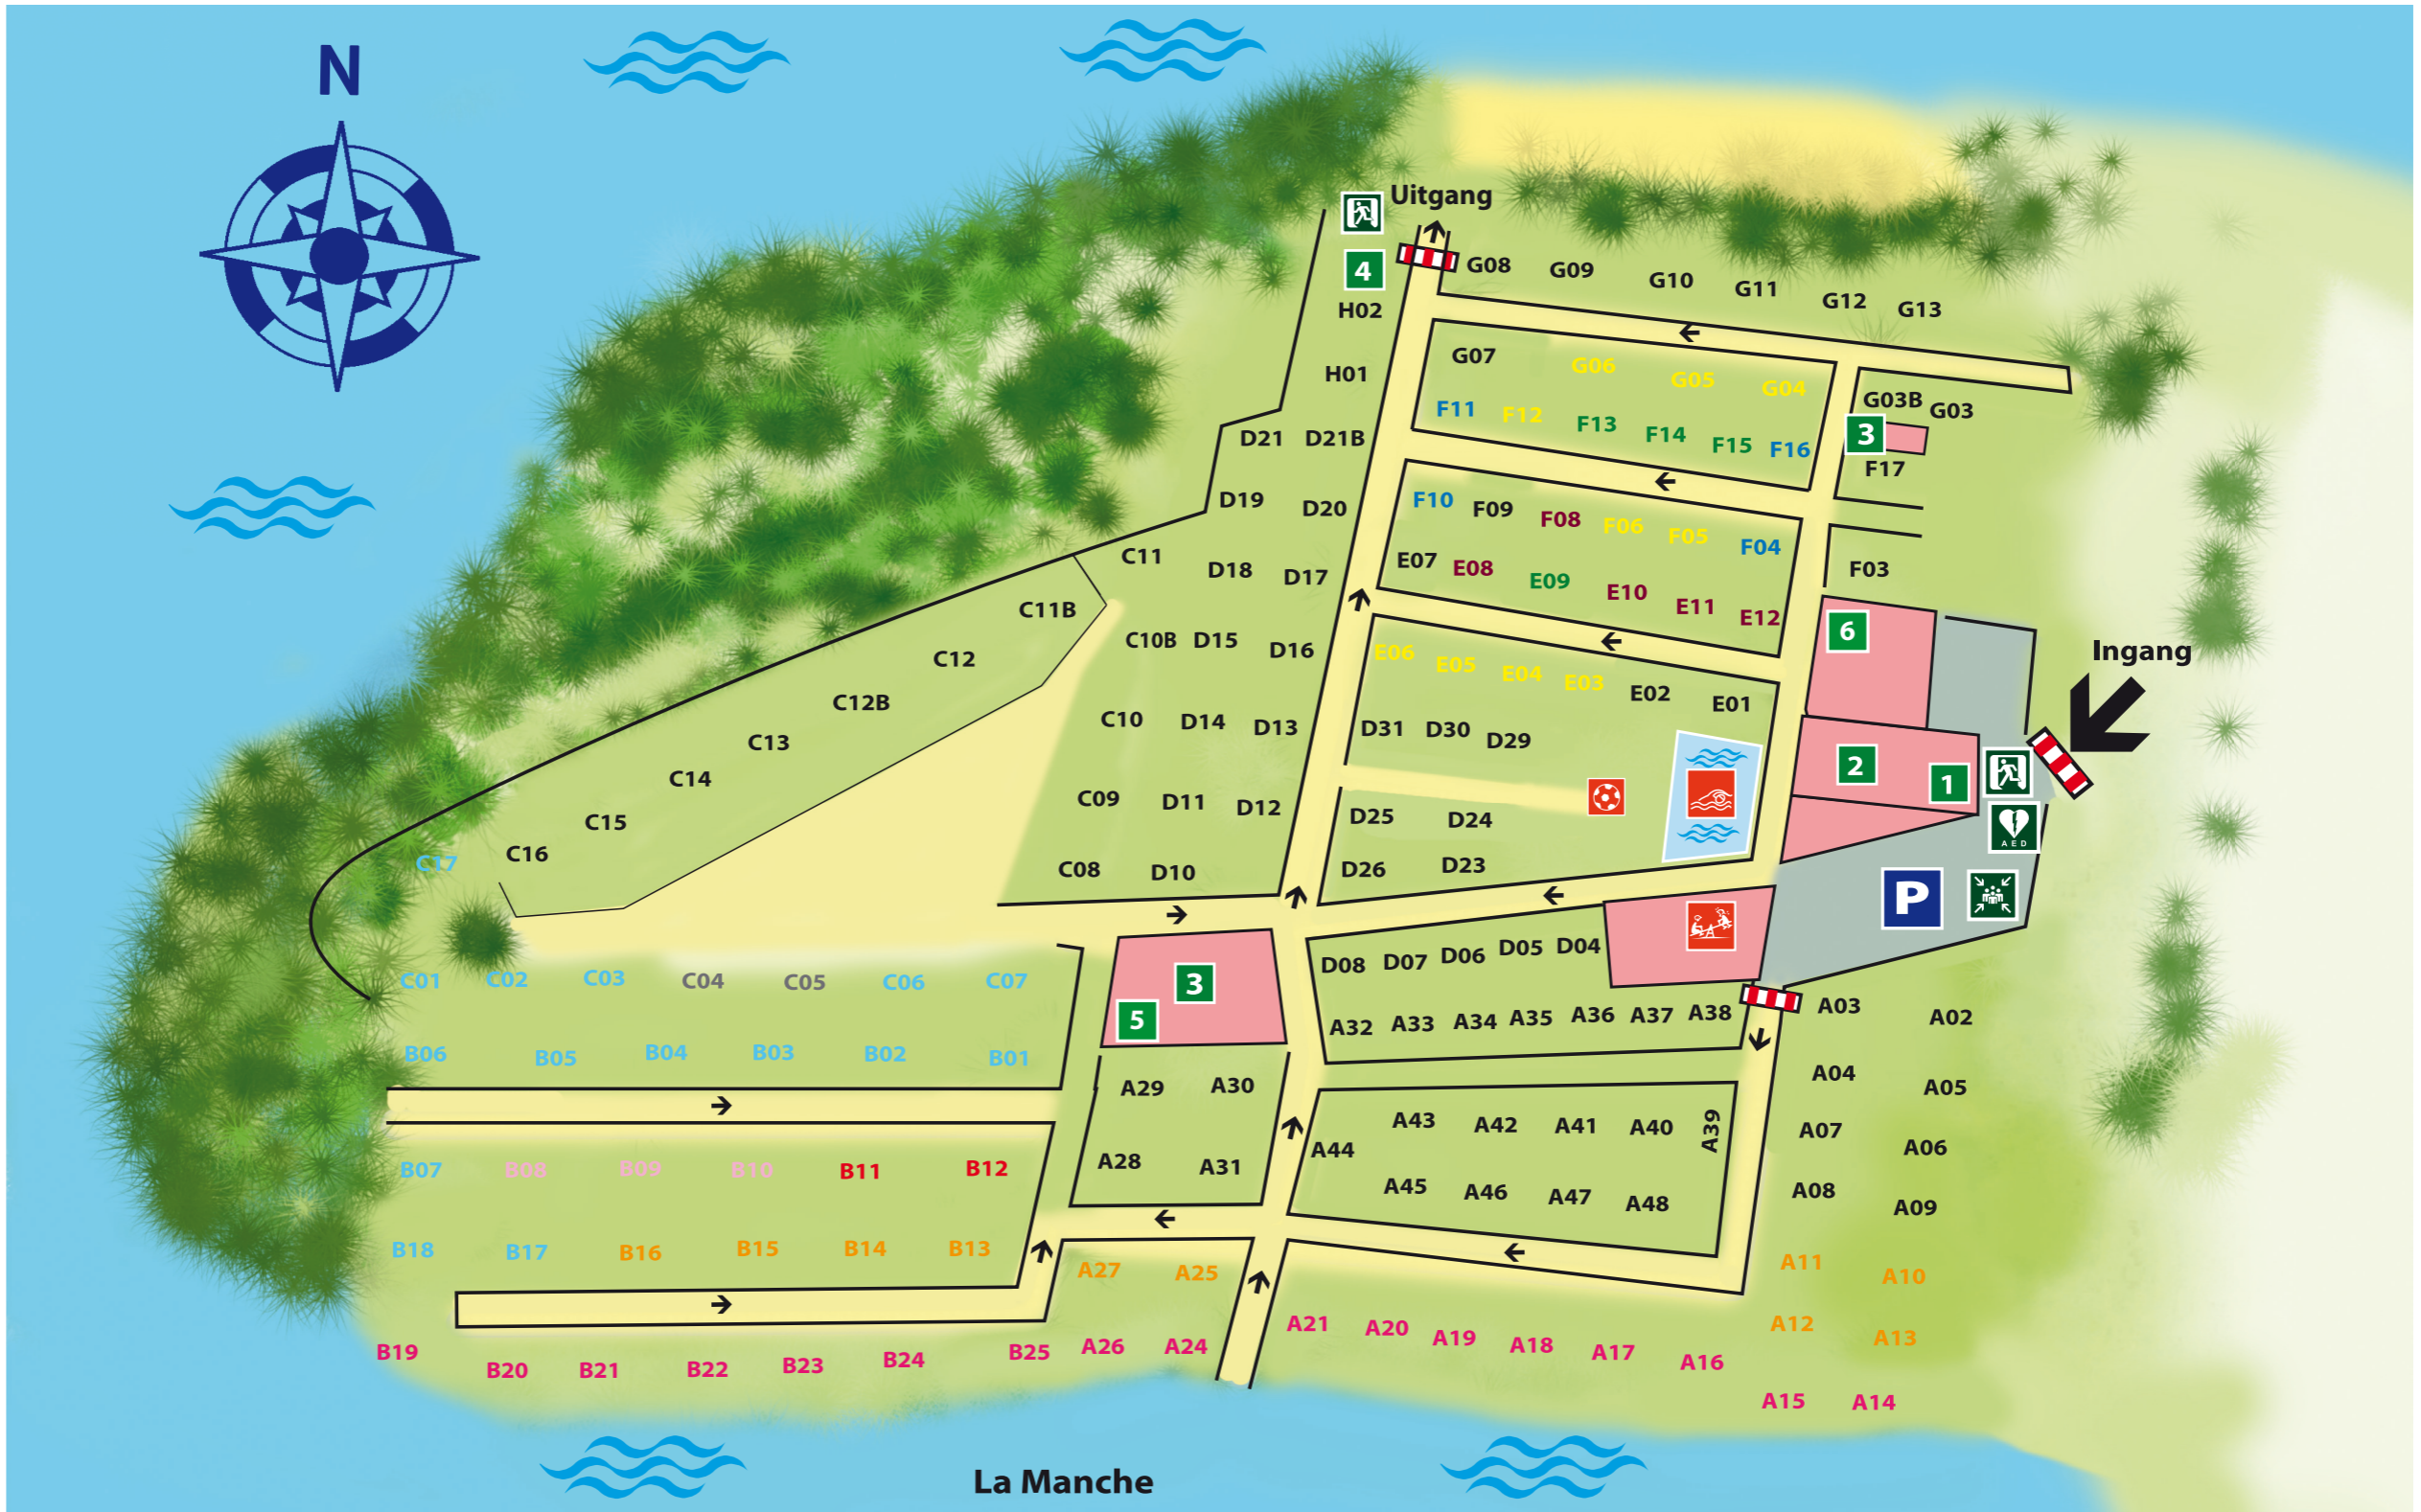 N
Uitgang
4
G08 G09 G10 G11 G12 G13
H02
G07 G06 G05 G04
H01
G03B G03
F11 F12 F13 F14 F15 F16
3
D21 D21B
F17
D19 D20
F10 F09 F08 F06 F05 F04
C11 D18 D17
E07 E08 E09 E10 E11 E12
F03
C11B
6
Ingang
C10B D15 D16
C12
E06 E05 E04 E03 E02 E01
C12B
C10 D14 D13
D31 D30 D29
C13
2 1
C14
C09 D11 D12
D25 D24
C15
AED
C16
C17
C08 D10
D26 D23
P
D08 D07 D06 D05 D04
C01 C02 C03 C04 C05 C06 C07
3
5
A32 A33 A34 A35 A36 A37 A38
A03 A02
B06 B05 B04 B03 B02 B01
A29 A30
A04 A05
A44 A43 A42 A41 A40 A39
A07 A06
B07 B08 B09 B10 B11 B12
A28 A31
A45 A46 A47 A48
A08 A09
B18 B17 B16 B15 B14 B13
A27 A25
A11 A10
A21 A20 A19 A18 A17 A16
A12 A13
B19 B20 B21 B22 B23 B24 B25
A26 A24
A15 A14
La Manche